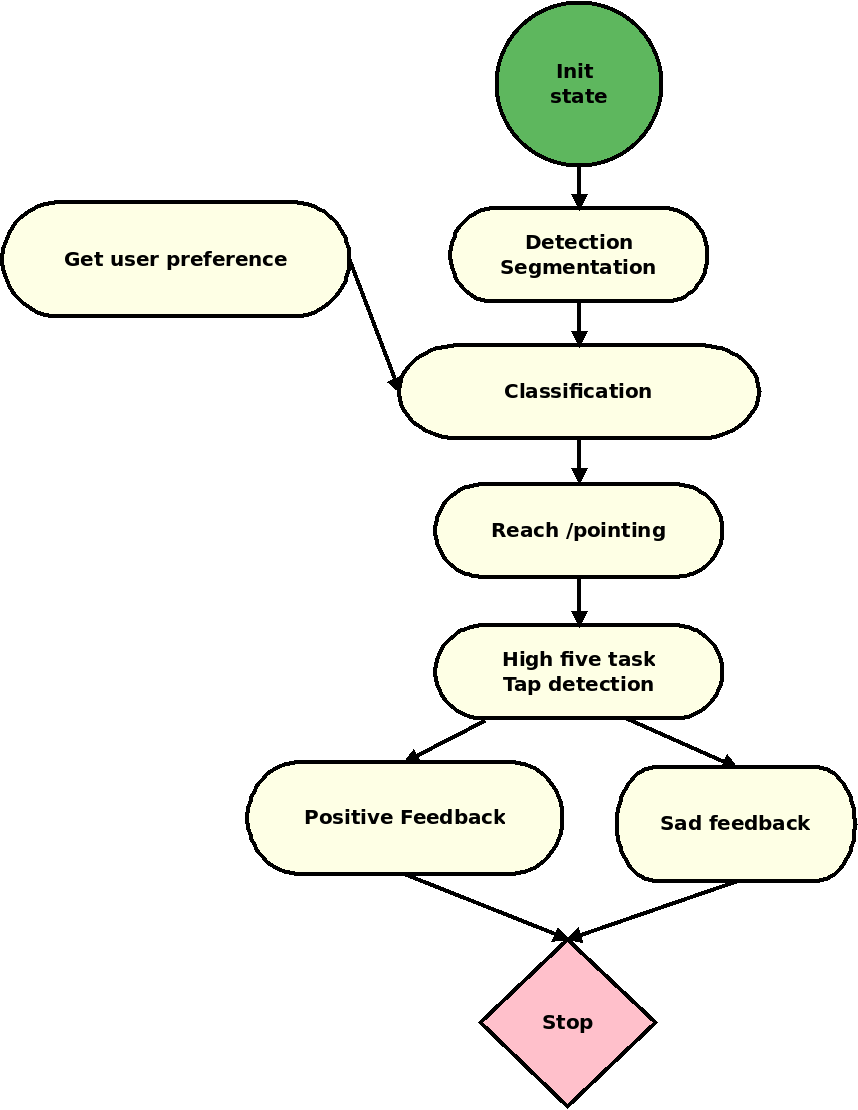 Init
state
Get user preference
Detection
Segmentation
Classification
Reach /pointing
High five task
Tap detection
Positive Feedback
Sad feedback
Stop